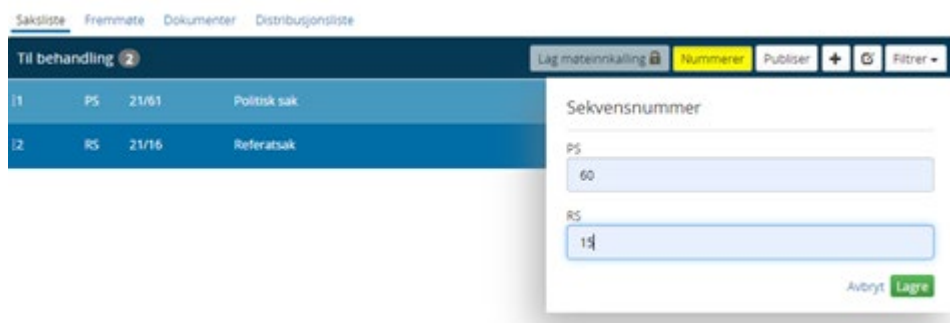 Saksliste Fremmøte Dokumenter Distribusjonsliste
Til behandling 2 Lag møteinnkalling Nummerer Publiser + Filtrer
1 PS 21/61 Politisk sak
2 RS 21/16 Referatsak
Sekvensnummer
PS
60
RS
15
Avbryt Lagre